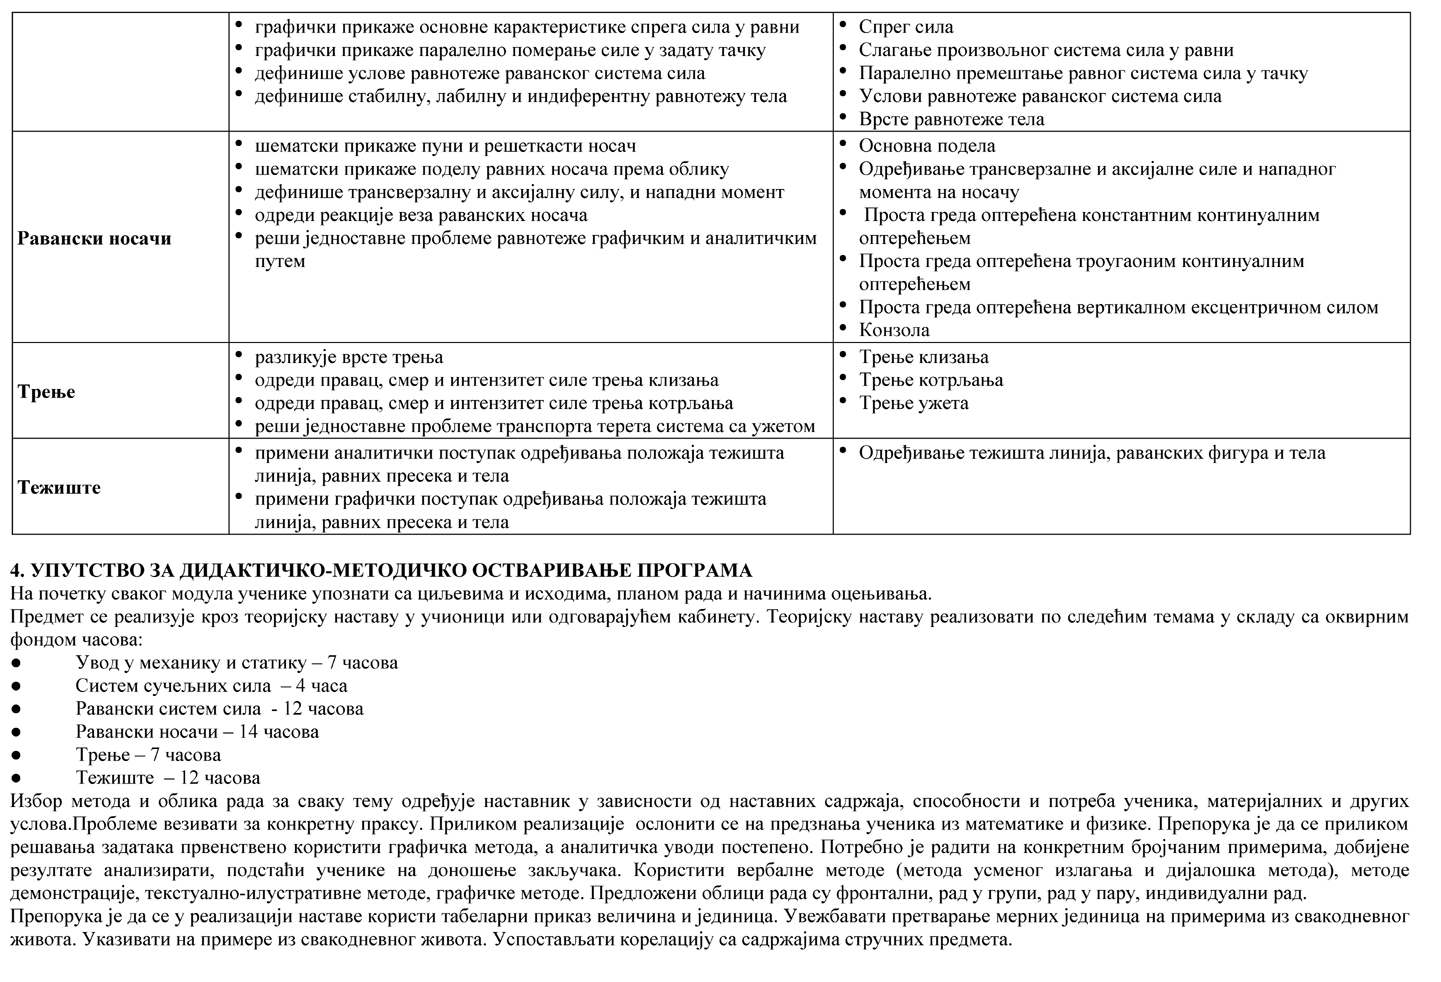 • графички прикаже основне карактеристике спрега сила у равни
• графички прикаже паралелно померање силе у задату тачку
• дефинише услове равнотеже раванског система сила
• дефинише стабилну, лабилну и индиферентну равнотежу тела
• Спрег сила
• Слагање произвољног система сила у равни
• Паралелно премештање равног система сила у тачку
• Услови равнотеже раванског система сила
• Врсте равнотеже тела
Равански носачи
• шематски прикаже пуни и решеткасти носач
• шематски прикаже поделу равних носача према облику
• дефинише трансверзалну и аксијалну силу, и нападни момент
• одреди реакције веза раванских носача
• реши једноставне проблеме равнотеже графичким и аналитичким
путем
• Основна подела
• Одређивање трансверзалне и аксијалне силе и нападног
момента на носачу
• Проста греда оптерећена константним континуалним
оптерећењем
• Проста греда оптерећена троугаоним континуалним
оптерећењем
• Проста греда оптерећена вертикалном ексцентричном силом
• Конзола
Трење
• разликује врсте трења
• одреди правац, смер и интензитет силе трења клизања
• одреди правац, смер и интензитет силе трења котрљања
• реши једноставне проблеме транспорта терета система са ужетом
• Трење клизања
• Трење котрљања
• Трење ужета
Тежиште
• примени аналитички поступак одређивања положаја тежишта
линија, равних пресека и тела
• примени графички поступак одређивања положаја тежишта
линија, равних пресека и тела
• Одређивање тежишта линија, раванских фигура и тела
4. УПУТСТВО ЗА ДИДАКТИЧКО-МЕТОДИЧКО ОСТВАРИВАЊЕ ПРОГРАМА
На почетку сваког модула ученике упознати са циљевима и исходима, планом рада и начинима оцењивања.
Предмет се реализује кроз теоријску наставу у учионици или одговарајућем кабинету. Теоријску наставу реализовати по следећим темама у складу са оквирним
фондом часова:
● Увод у механику и статику – 7 часова
● Систем сучељних сила – 4 часа
● Равански систем сила - 12 часова
● Равански носачи – 14 часова
● Трење – 7 часова
● Тежиште – 12 часова
Избор метода и облика рада за сваку тему одређује наставник у зависности од наставних садржаја, способности и потреба ученика, материјалних и других
услова.Проблеме везивати за конкретну праксу. Приликом реализације ослонити се на предзнања ученика из математике и физике. Препорука је да се приликом
решавања задатака првенствено користити графичка метода, а аналитичка уводи постепено. Потребно је радити на конкретним бројчаним примерима, добијене
резултате анализирати, подстаћи ученике на доношење закључака. Користити вербалне методе (метода усменог излагања и дијалошка метода), методе
демонстрације, текстуално-илустративне методе, графичке методе. Предложени облици рада су фронтални, рад у групи, рад у пару, индивидуални рад.
Препорука је да се у реализацији наставе користи табеларни приказ величина и јединица. Увежбавати претварање мерних јединица на примерима из свакодневног
живота. Указивати на примере из свакодневног живота. Успостављати корелацију са садржајима стручних предмета.